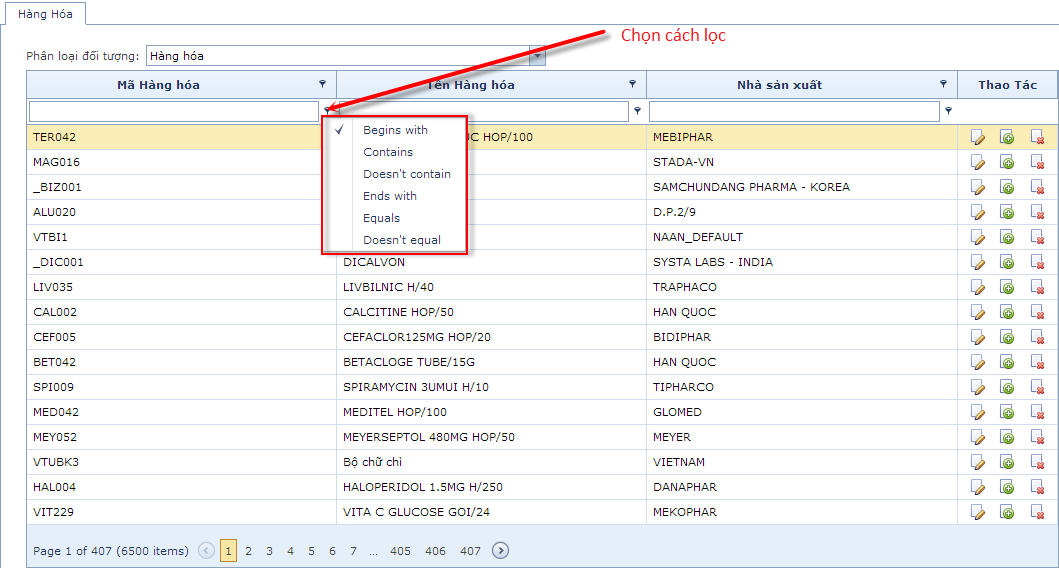 Hàng Hóa
Chọn cách lọc
Phân loại đối tượng: Hàng hóa
Mã Hàng hóa Tên Hàng hóa Nhà sản xuất Thao Tác
Begins with
Contains
Doesn't contain
Ends with
Equals
Doesn't equal
TER042 HOP/100 MEBIPHAR
MAG016 STADA-VN
_BIZ001 SAMCHUNDANG PHARMA - KOREA
ALU020 D.P.2/9
VTBI1 NAAN_DEFAULT
_DIC001 DICALVON SYSTA LABS - INDIA
LIV035 LIVBILNIC H/40 TRAPHACO
CAL002 CALCITINE HOP/50 HAN QUOC
CEF005 CEFACLOR125MG HOP/20 BIDIPHAR
BET042 BETACLOGE TUBE/15G HAN QUOC
SPI009 SPIRAMYCIN 3UMUI H/10 TIPHARCO
MED042 MEDITEL HOP/100 GLOMED
MEY052 MEYERSEPTOL 480MG HOP/50 MEYER
VTUBK3 Bộ chữ chì VIETNAM
HAL004 HALOPERIDOL 1.5MG H/250 DANAPHAR
VIT229 VITA C GLUCOSE GOI/24 MEKOPHAR
Page 1 of 407 (6500 items) 1 2 3 4 5 6 7 ... 405 406 407